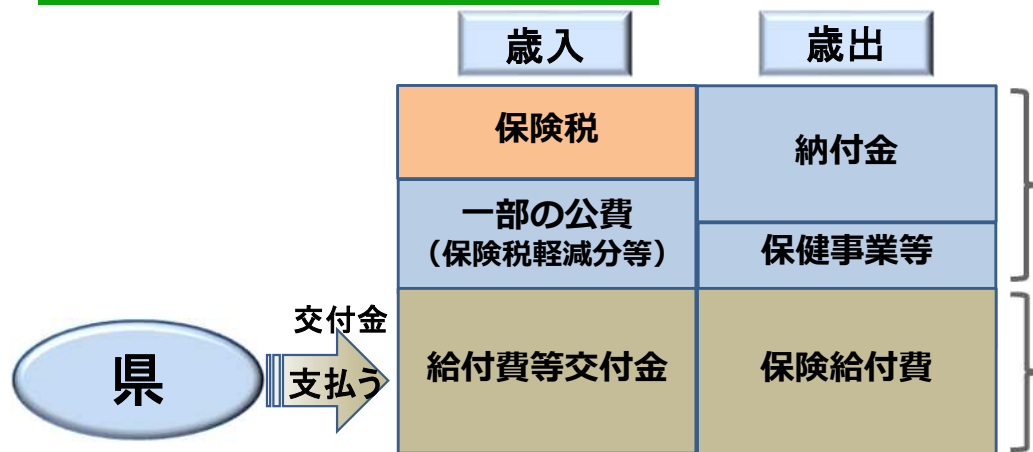 歳入
歳出
保険税
納付金
一部の公費
（保険税軽減分等）
保健事業等
交付金
県
支払う
給付費等交付金
保険給付費